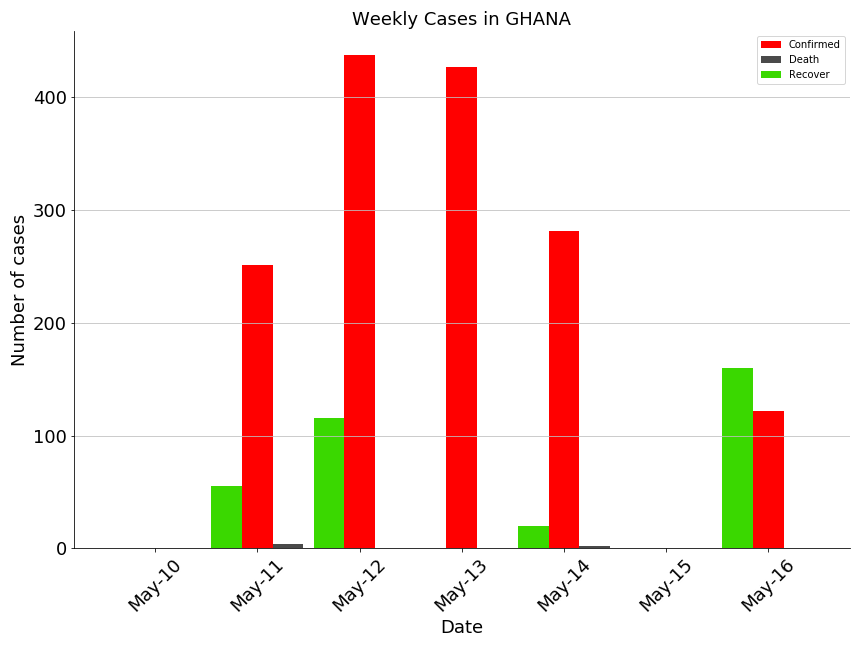 Weekly Cases in GHANA
Confirmed
Death
Recover
Number of cases
400
300
200
100
0
May-10
May-11
May-12
May-13
May-14
May-15
May-16
Date